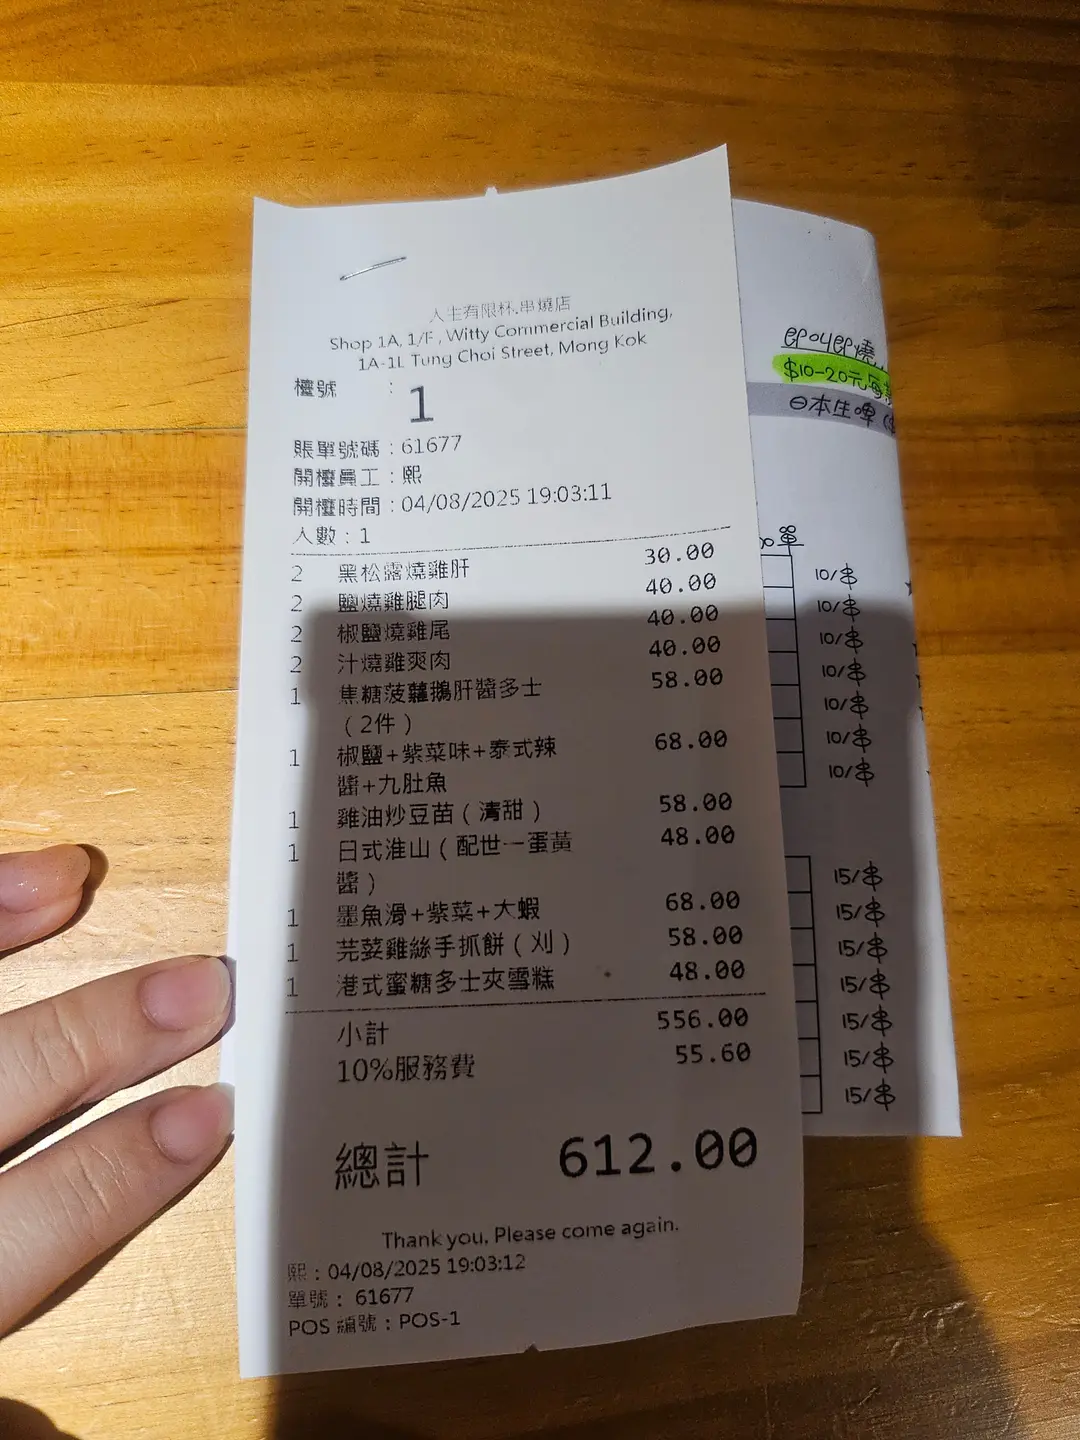 人生有限杯.串燒店
Shop 1A, 1/F , Witty Commercial Building,
1A-1L Tung Choi Street, Mong Kok
檯號 : 1
賬單號碼 : 61677
開檯員工 : 熙
開檯時間 : 04/08/2025 19:03:11
人數 : 1
2 黑松露燒雞肝 30.00
2 鹽燒雞腿肉 40.00
2 椒鹽燒雞尾 40.00
2 汁燒雞爽肉 40.00
1 焦糖菠蘿鵝肝醬多士 58.00
（2件）
1 椒鹽+紫菜味+泰式辣 68.00
醬+九肚魚
1 雞油炒豆苗（清甜） 58.00
1 日式淮山（配世一蛋黃 48.00
醬）
1 墨魚滑+紫菜+大蝦 68.00
1 芫荽雞絲手抓餅（刈） 58.00
1 港式蜜糖多士夾雪糕 48.00
小計 556.00
10%服務費 55.60
總計 612.00
Thank you, Please come again.
熙 : 04/08/2025 19:03:12
單號 : 61677
POS 編號 : POS-1
即叫即燒
$10-20元每
日本生啤
單
10/串
10/串
10/串
10/串
10/串
10/串
10/串
15/串
15/串
15/串
15/串
15/串
15/串
15/串